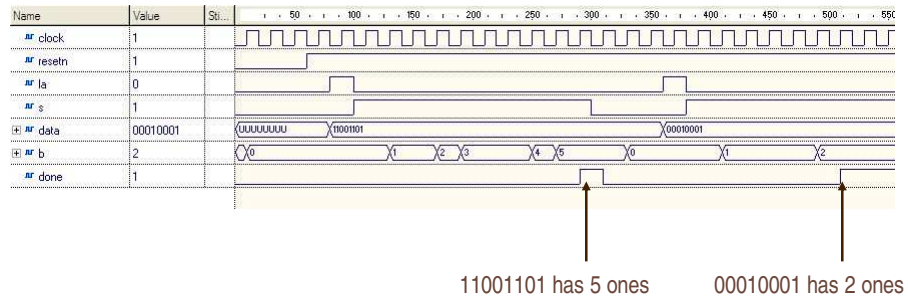 Name Value Sti... 50 100 150 200 250 300 350 400 450 500 550
clock 1
resetn 1
la 0
s 1
data 00010001 UUUUUUUU 11001101 00010001
b 2 0 1 2 3 4 5 0 1 2
done 1
11001101 has 5 ones 00010001 has 2 ones